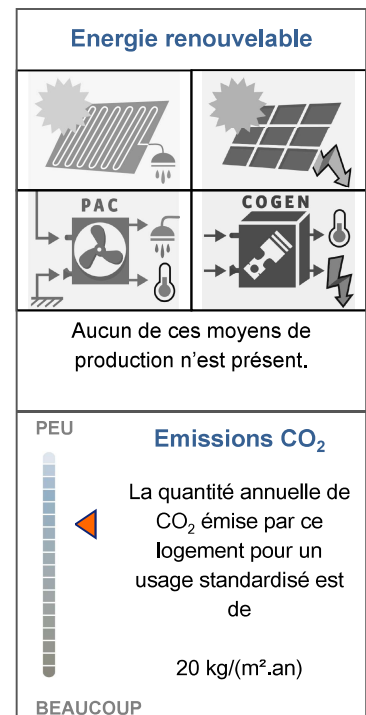 Energie renouvelable
PAC
COGEN
Aucun de ces moyens de
production n'est présent.
PEU
Emissions CO₂
La quantité annuelle de
CO₂ émise par ce
logement pour un
usage standardisé est
de
20 kg/(m².an)
BEAUCOUP